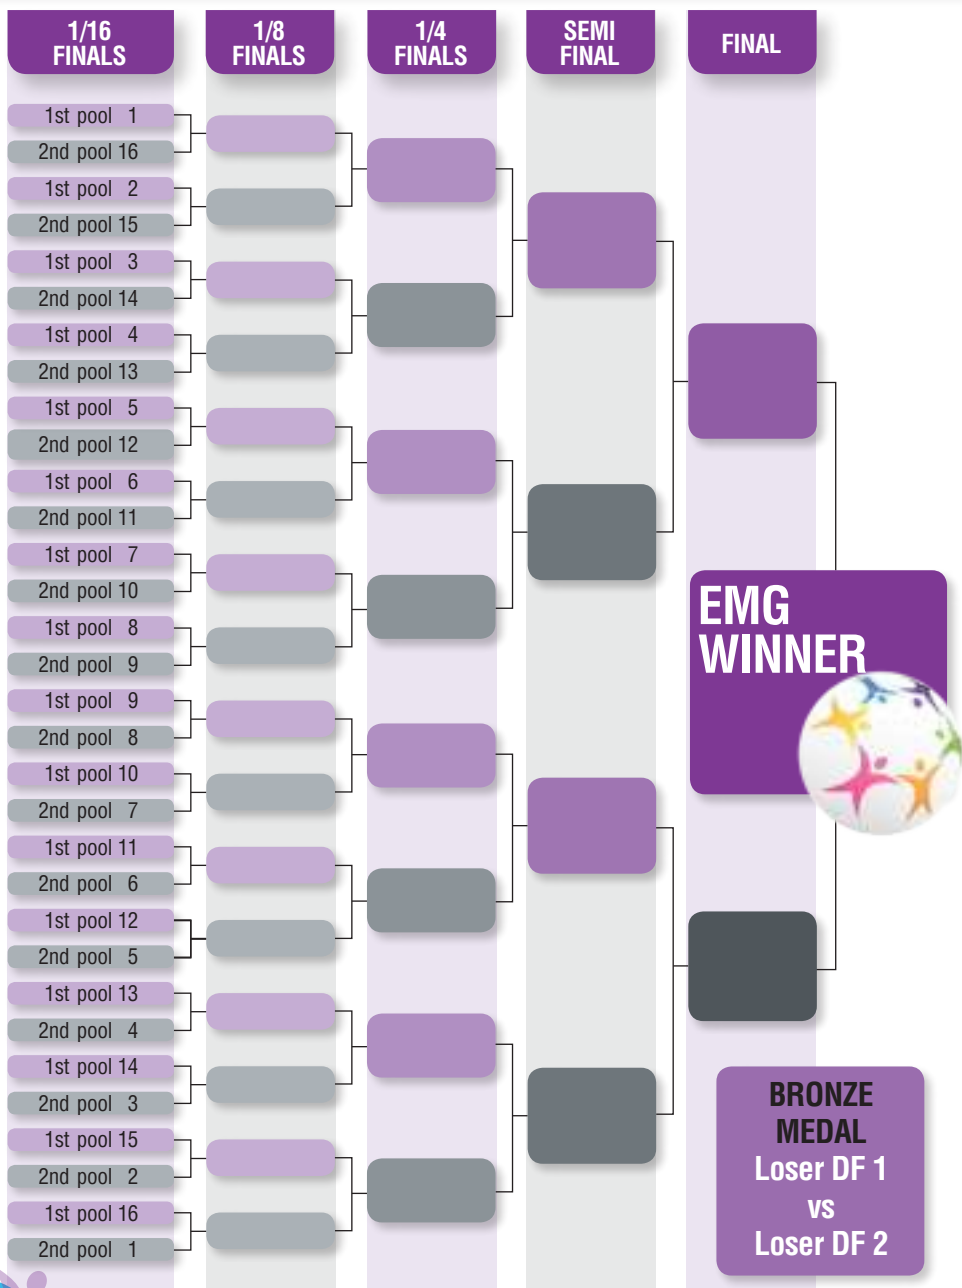 1/16
FINALS
1/8
FINALS
1/4
FINALS
SEMI
FINAL
FINAL
1st pool 1
2nd pool 16
1st pool 2
2nd pool 15
1st pool 3
2nd pool 14
1st pool 4
2nd pool 13
1st pool 5
2nd pool 12
1st pool 6
2nd pool 11
1st pool 7
2nd pool 10
1st pool 8
2nd pool 9
1st pool 9
2nd pool 8
1st pool 10
2nd pool 7
1st pool 11
2nd pool 6
1st pool 12
2nd pool 5
1st pool 13
2nd pool 4
1st pool 14
2nd pool 3
1st pool 15
2nd pool 2
1st pool 16
2nd pool 1
EMG
WINNER
BRONZE
MEDAL
Loser DF 1
vs
Loser DF 2